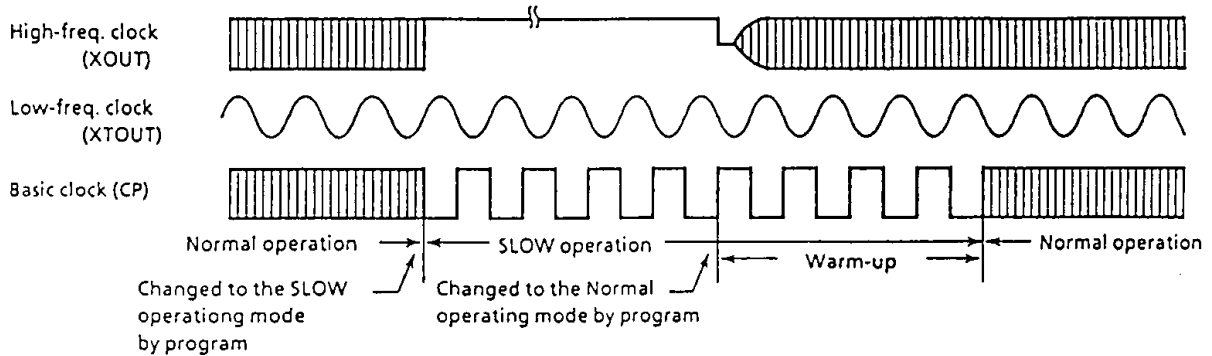 High-freq. clock
(XOUT)
Low-freq. clock
(XTOUT)
Basic clock (CP)
Normal operation
SLOW operation
Normal operation
Warm-up
Changed to the SLOW
operationg mode
by program
Changed to the Normal
operating mode by program